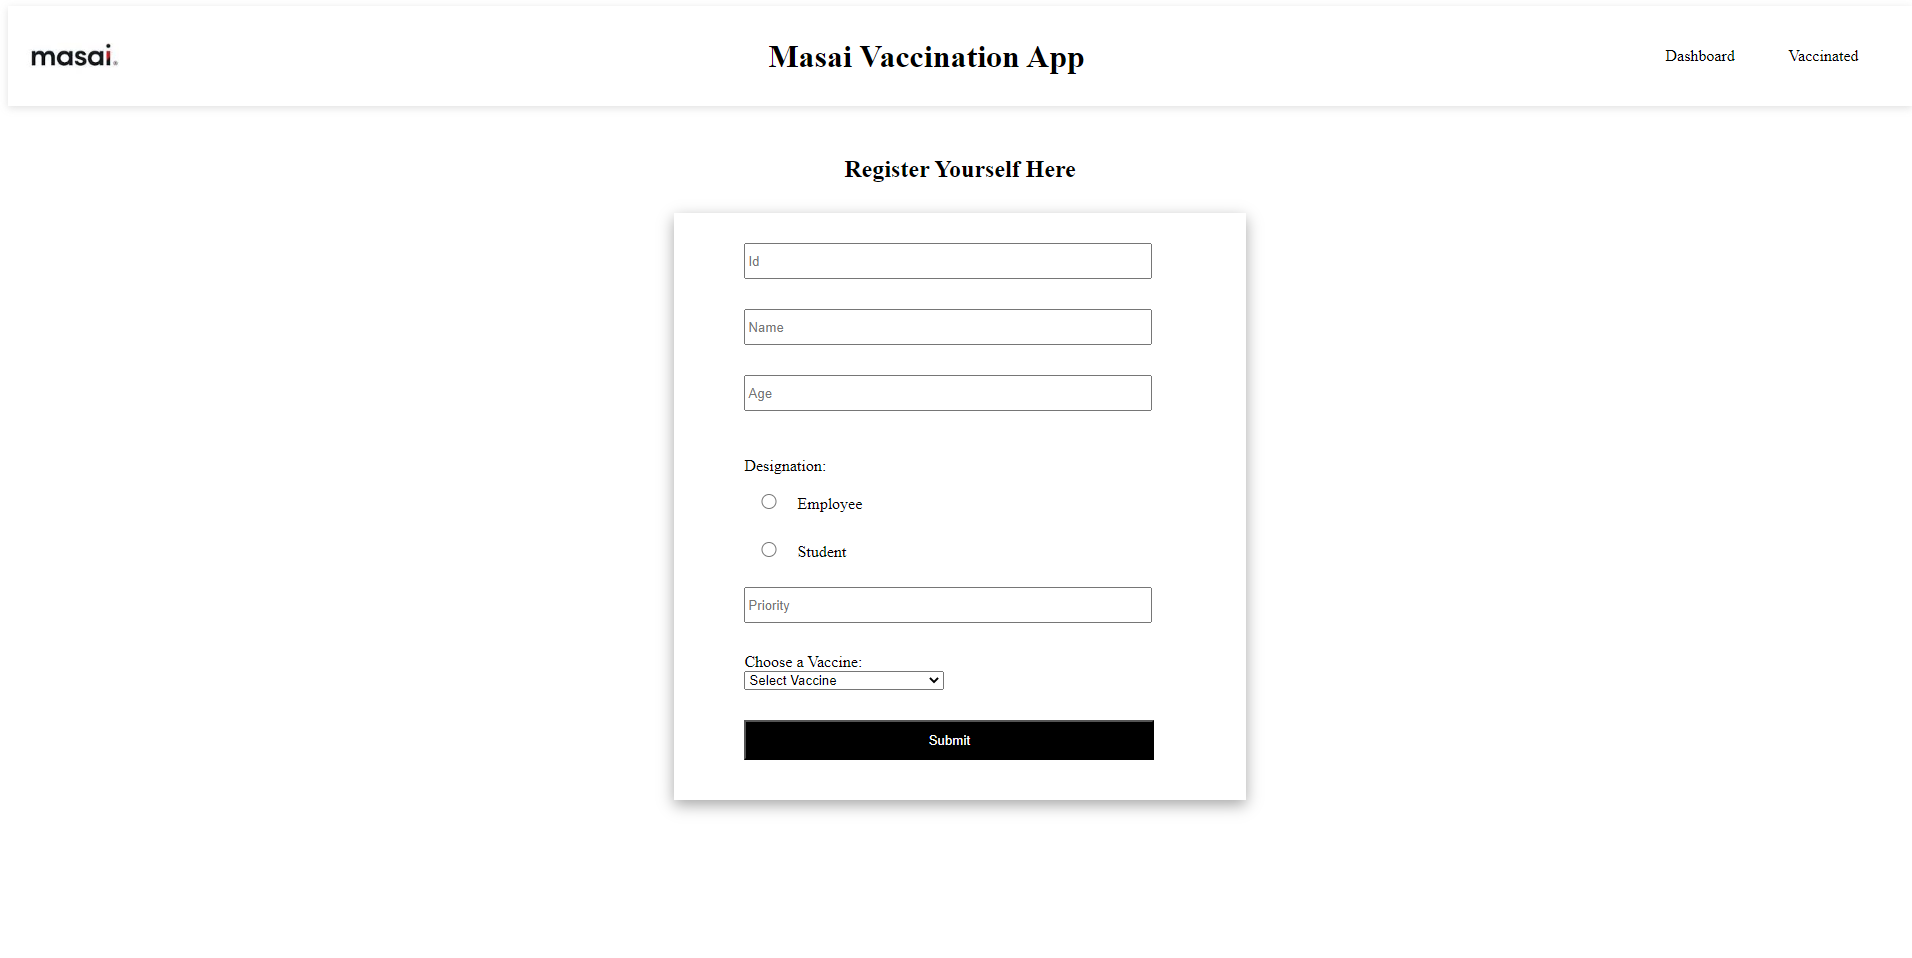 masai.
Masai Vaccination App
Dashboard
Vaccinated
Register Yourself Here
Id
Name
Age
Designation:
Employee
Student
Priority
Choose a Vaccine:
Select Vaccine
Submit